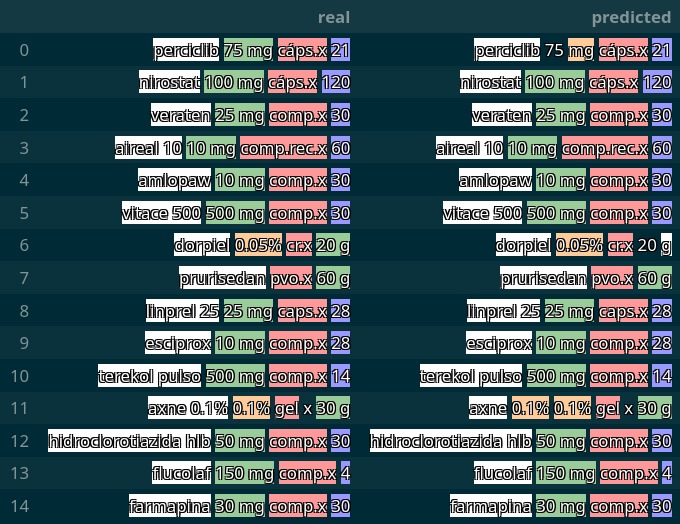 real predicted
0 perciclib 75 mg cáps.x 21 perciclib 75 mg cáps.x 21
1 nirostat 100 mg cáps.x 120 nirostat 100 mg cáps.x 120
2 veraten 25 mg comp.x 30 veraten 25 mg comp.x 30
3 aireal 10 10 mg comp.rec.x 60 aireal 10 10 mg comp.rec.x 60
4 amlopaw 10 mg comp.x 30 amlopaw 10 mg comp.x 30
5 vitace 500 500 mg comp.x 30 vitace 500 500 mg comp.x 30
6 dorpiel 0.05% cr.x 20 g dorpiel 0.05% cr.x 20 g
7 prurisedan pvo.x 60 g prurisedan pvo.x 60 g
8 linprel 25 25 mg caps.x 28 linprel 25 25 mg caps.x 28
9 esciprox 10 mg comp.x 28 esciprox 10 mg comp.x 28
10 terekol pulso 500 mg comp.x 14 terekol pulso 500 mg comp.x 14
11 axne 0.1% 0.1% gel x 30 g axne 0.1% 0.1% gel x 30 g
12 hidroclorotiazida hlb 50 mg comp.x 30 hidroclorotiazida hlb 50 mg comp.x 30
13 flucolaf 150 mg comp.x 4 flucolaf 150 mg comp.x 4
14 farmapina 30 mg comp.x 30 farmapina 30 mg comp.x 30